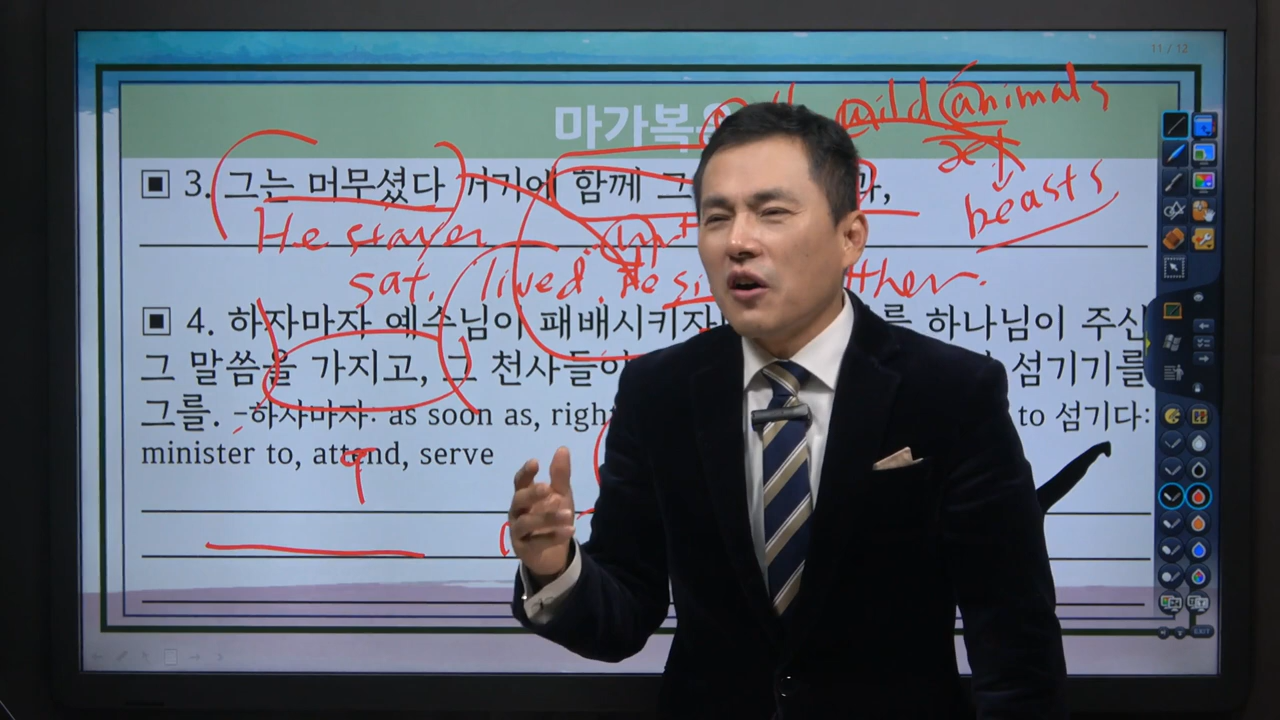 11 / 12
마가복음
wild animals
3. 그는 머무셨다 거기에 함께 그 과,
beasts
He stayed
sat, lived, He
4. 하자마자 예수님이 패배시키자 를 하나님이 주신
그 말씀을 가지고, 그 천사들이 섬기기를
그를. -하자마자: as soon as, right to 섬기다:
minister to, attend, serve